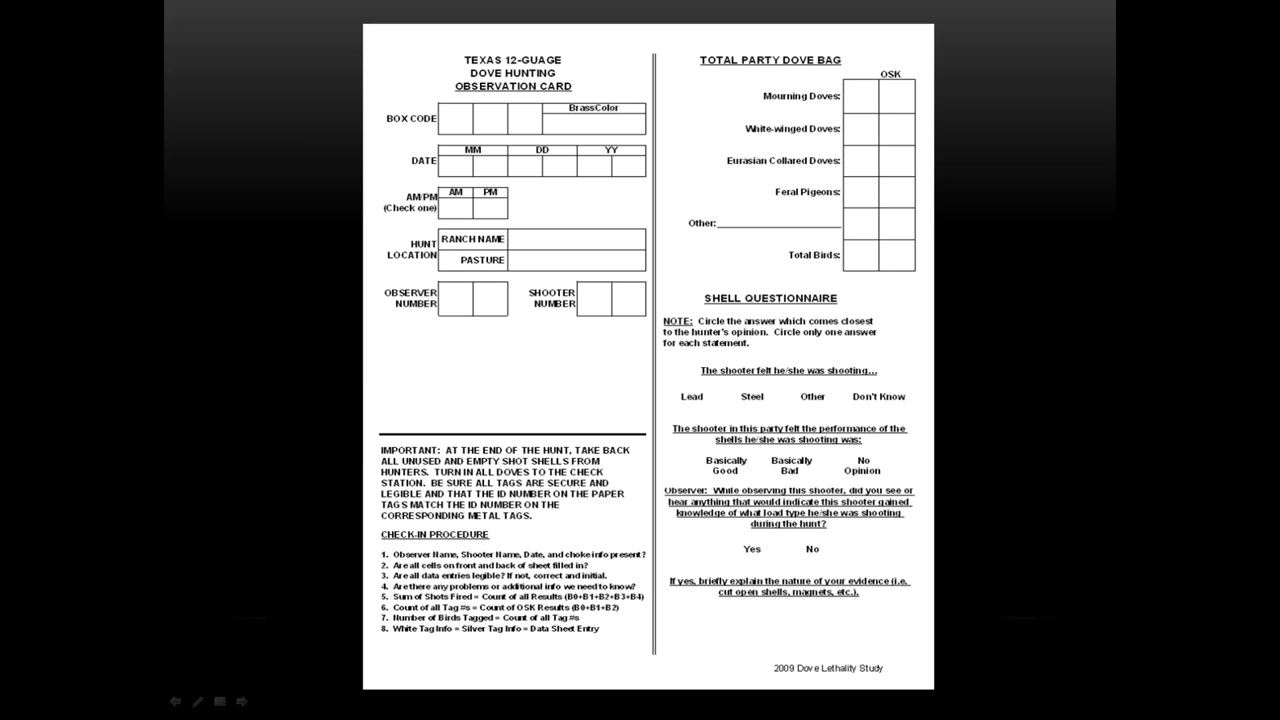 TEXAS 12-GUAGE
DOVE HUNTING
OBSERVATION CARD
BOX CODE
BrassColor
DATE
MM DD YY
AM/PM
(Check one)
AM PM
HUNT
LOCATION
RANCH NAME
PASTURE
OBSERVER
NUMBER
SHOOTER
NUMBER
IMPORTANT: AT THE END OF THE HUNT, TAKE BACK
ALL UNUSED AND EMPTY SHOT SHELLS FROM
HUNTERS. TURN IN ALL DOVES TO THE CHECK
STATION. BE SURE ALL TAGS ARE SECURE AND
LEGIBLE AND THAT THE ID NUMBER ON THE PAPER
TAGS MATCH THE ID NUMBER ON THE
CORRESPONDING METAL TAGS.
CHECK-IN PROCEDURE
1. Observer Name, Shooter Name, Date, and choke info present?
2. Are all cells on front and back of sheet filled in?
3. Are all data entries legible? If not, correct and initial.
4. Are there any problems or additional info we need to know?
5. Sum of Shots Fired = Count of all Results (B0+B1+B2+B3+B4)
6. Count of all Tag #s = Count of OSK Results (B0+B1+B2)
7. Number of Birds Tagged = Count of all Tag #s
8. White Tag Info = Silver Tag Info = Data Sheet Entry
TOTAL PARTY DOVE BAG
OSK
Mourning Doves:
White-winged Doves:
Eurasian Collared Doves:
Feral Pigeons:
Other:
Total Birds:
SHELL QUESTIONNAIRE
NOTE: Circle the answer which comes closest
to the hunter's opinion. Circle only one answer
for each statement.
The shooter felt he/she was shooting...
Lead Steel Other Don't Know
The shooter in this party felt the performance of the
shells he/she was shooting was:
Basically Basically No
Good Bad Opinion
Observer: While observing this shooter, did you see or
hear anything that would indicate this shooter gained
knowledge of what load type he/she was shooting
during the hunt?
Yes No
If yes, briefly explain the nature of your evidence (i.e.
cut open shells, magnets, etc.).
2009 Dove Lethality Study